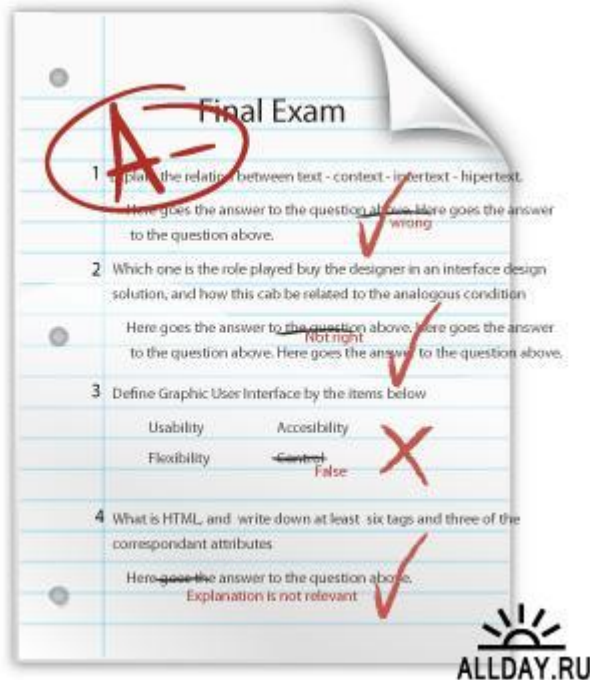 Final Exam
A-
1 Explain the relation between text - context - intertext - hipertext.
Here goes the answer to the question above. Here goes the answer
wrong
to the question above.
2 Which one is the role played buy the designer in an interface design
solution, and how this cab be related to the analogous condition
Here goes the answer to the question above. Here goes the answer
Not right
to the question above. Here goes the answer to the question above.
3 Define Graphic User Interface by the items below
Usability Accesibility
Flexibility Control
False
4 What is HTML, and write down at least six tags and three of the
correspondant attributes
Here goes the answer to the question above.
Explanation is not relevant
ALLDAY.RU